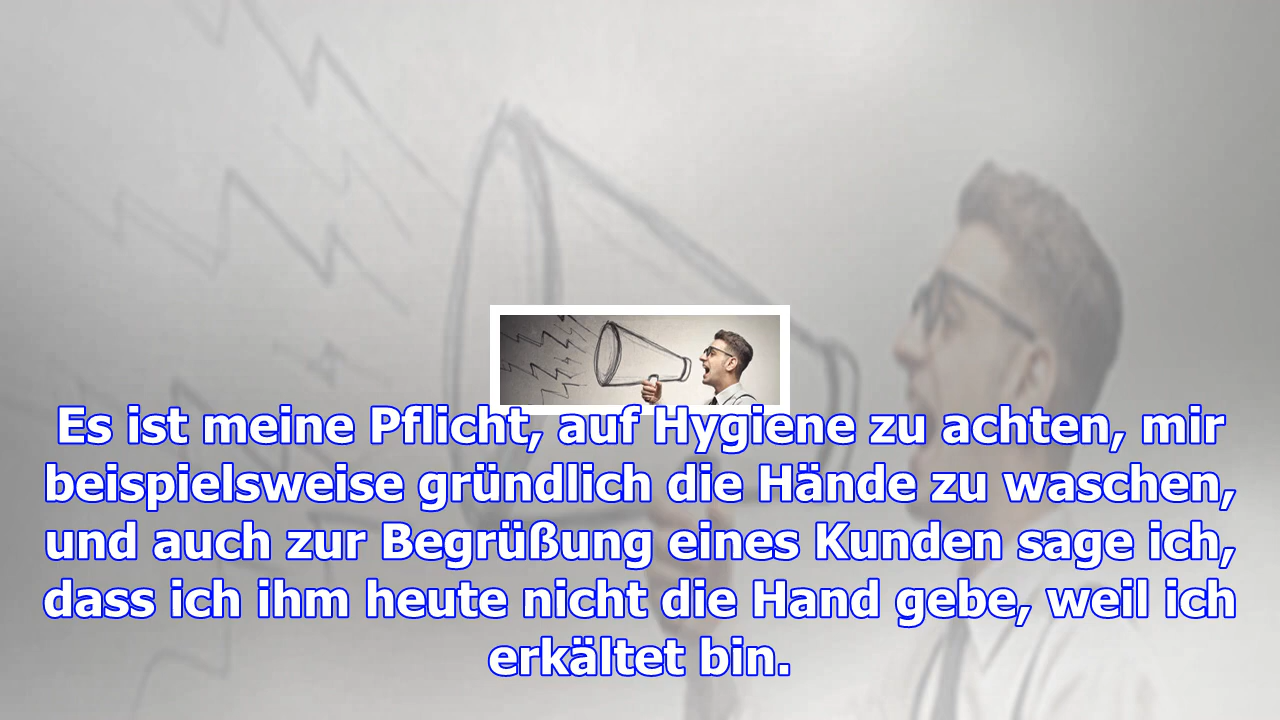 Es ist meine Pflicht, auf Hygiene zu achten, mir
beispielsweise gründlich die Hände zu waschen,
und auch zur Begrüßung eines Kunden sage ich,
dass ich ihm heute nicht die Hand gebe, weil ich
erkältet bin.